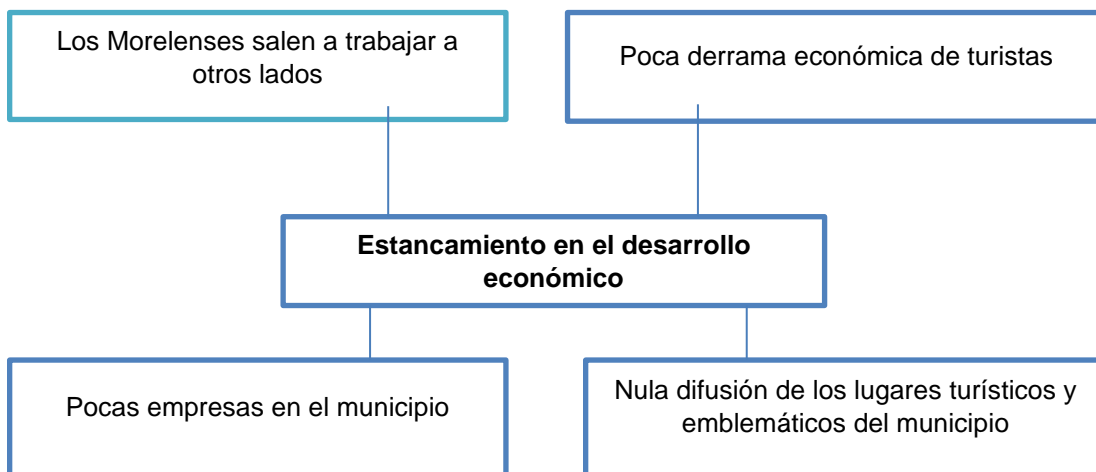 Los Morelenses salen a trabajar a
otros lados
Poca derrama económica de turistas
Estancamiento en el desarrollo
económico
Pocas empresas en el municipio
Nula difusión de los lugares turísticos y
emblemáticos del municipio